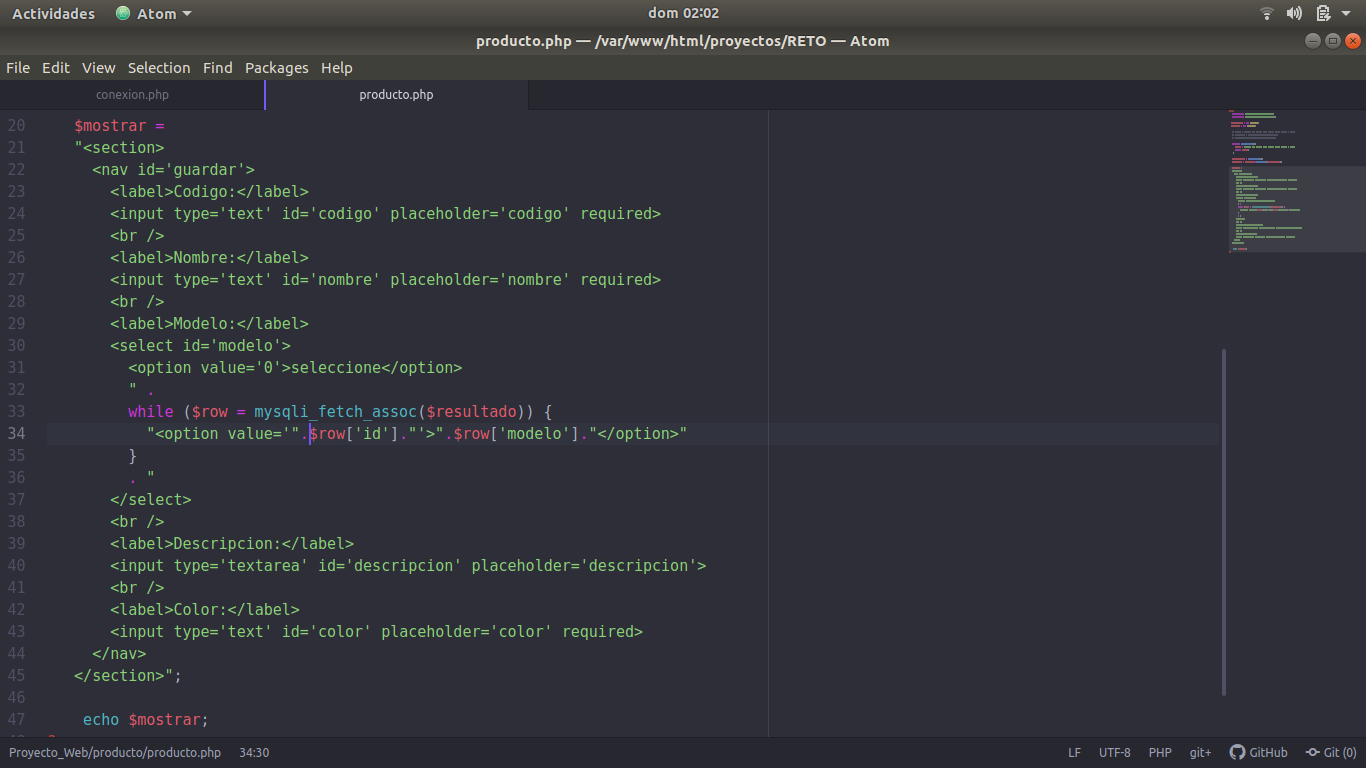 Actividades Atom dom 02:02
producto.php — /var/www/html/proyectos/RETO — Atom
File Edit View Selection Find Packages Help
conexion.php producto.php
20 $mostrar =
21 "<section>
22 <nav id='guardar'>
23 <label>Codigo:</label>
24 <input type='text' id='codigo' placeholder='codigo' required>
25 <br />
26 <label>Nombre:</label>
27 <input type='text' id='nombre' placeholder='nombre' required>
28 <br />
29 <label>Modelo:</label>
30 <select id='modelo'>
31 <option value='0'>seleccione</option>
32 " .
33 while ($row = mysqli_fetch_assoc($resultado)) {
34 "<option value='".$row['id']."'>".$row['modelo']."</option>"
35 }
36 . "
37 </select>
38 <br />
39 <label>Descripcion:</label>
40 <input type='textarea' id='descripcion' placeholder='descripcion'>
41 <br />
42 <label>Color:</label>
43 <input type='text' id='color' placeholder='color' required>
44 </nav>
45 </section>";
46
47 echo $mostrar;
Proyecto_Web/producto/producto.php 34:30 LF UTF-8 PHP git+ GitHub Git (0)